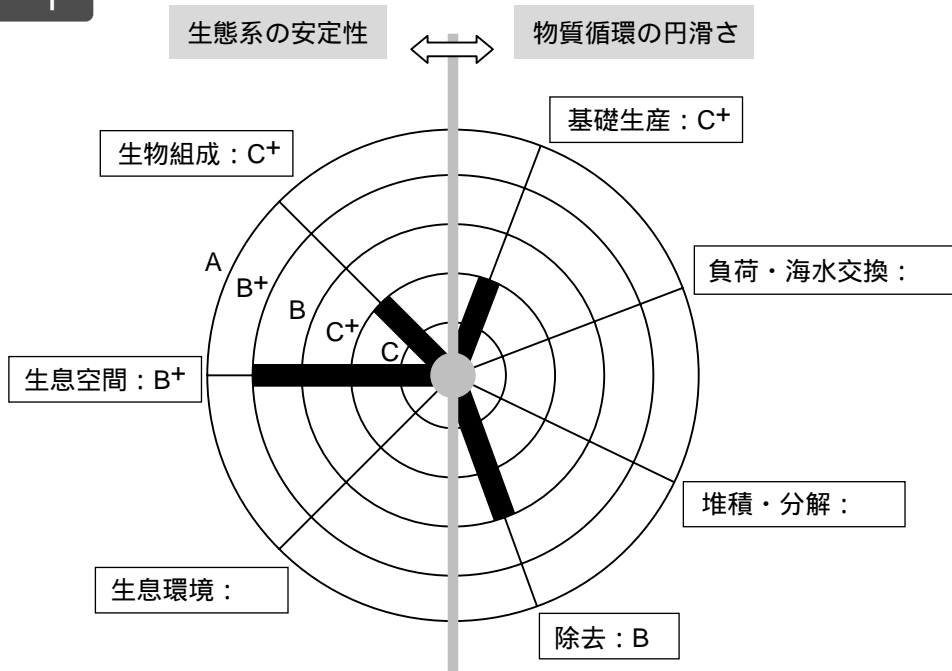 生態系の安定性
物質循環の円滑さ
基礎生産：C⁺
生物組成：C⁺
負荷・海水交換：
A
B⁺
B
C⁺
C
生息空間：B⁺
堆積・分解：
生息環境：
除去：B